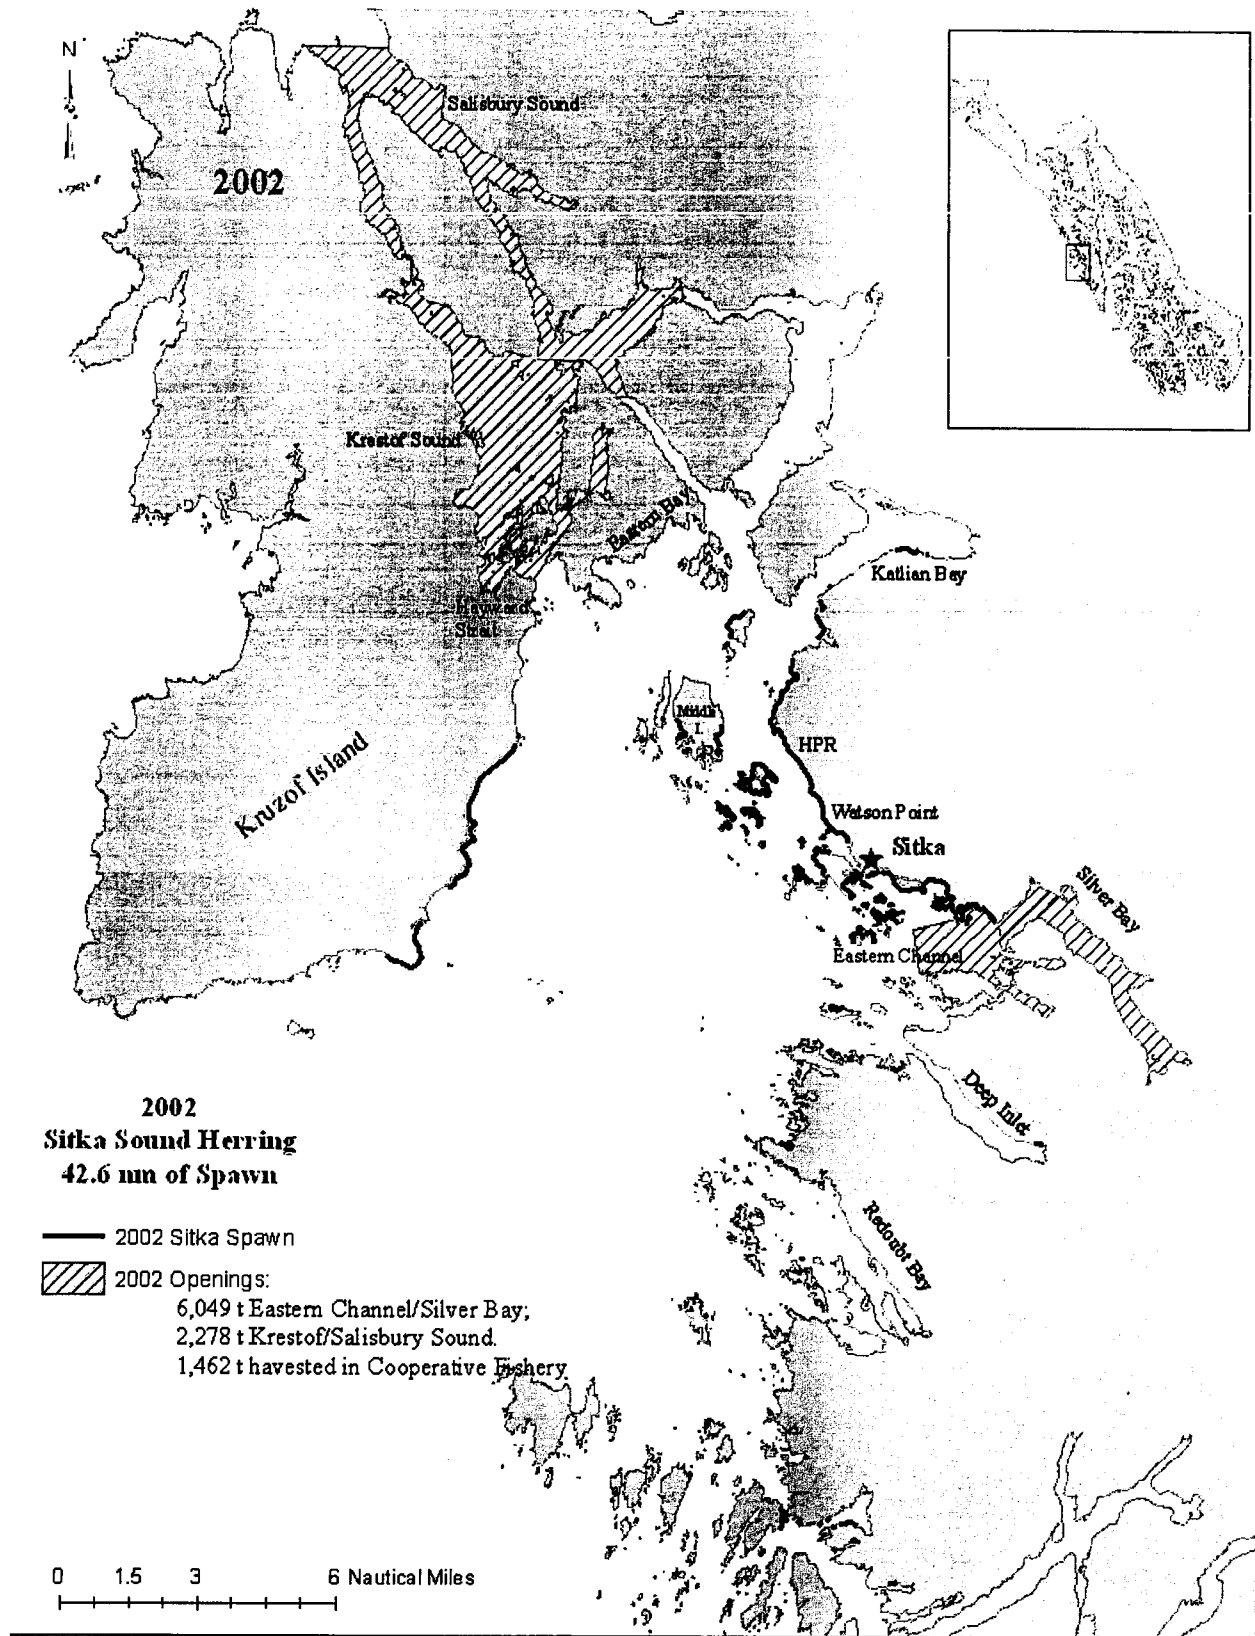 N
Salisbury Sound
2002
Krestof Sound
Eastom Bay
Katlian Bay
Hayward
Strait
Middle
I.
HPR
Kruzof Island
Watson Point
Sitka
Silver Bay
Eastern Channel
Deep Inlet
Redoubt Bay
2002
Sitka Sound Herring
42.6 nm of Spawn
2002 Sitka Spawn
2002 Openings:
6,049 t Eastern Channel/Silver Bay;
2,278 t Krestof/Salisbury Sound.
1,462 t havested in Cooperative Fishery
0 1.5 3 6 Nautical Miles